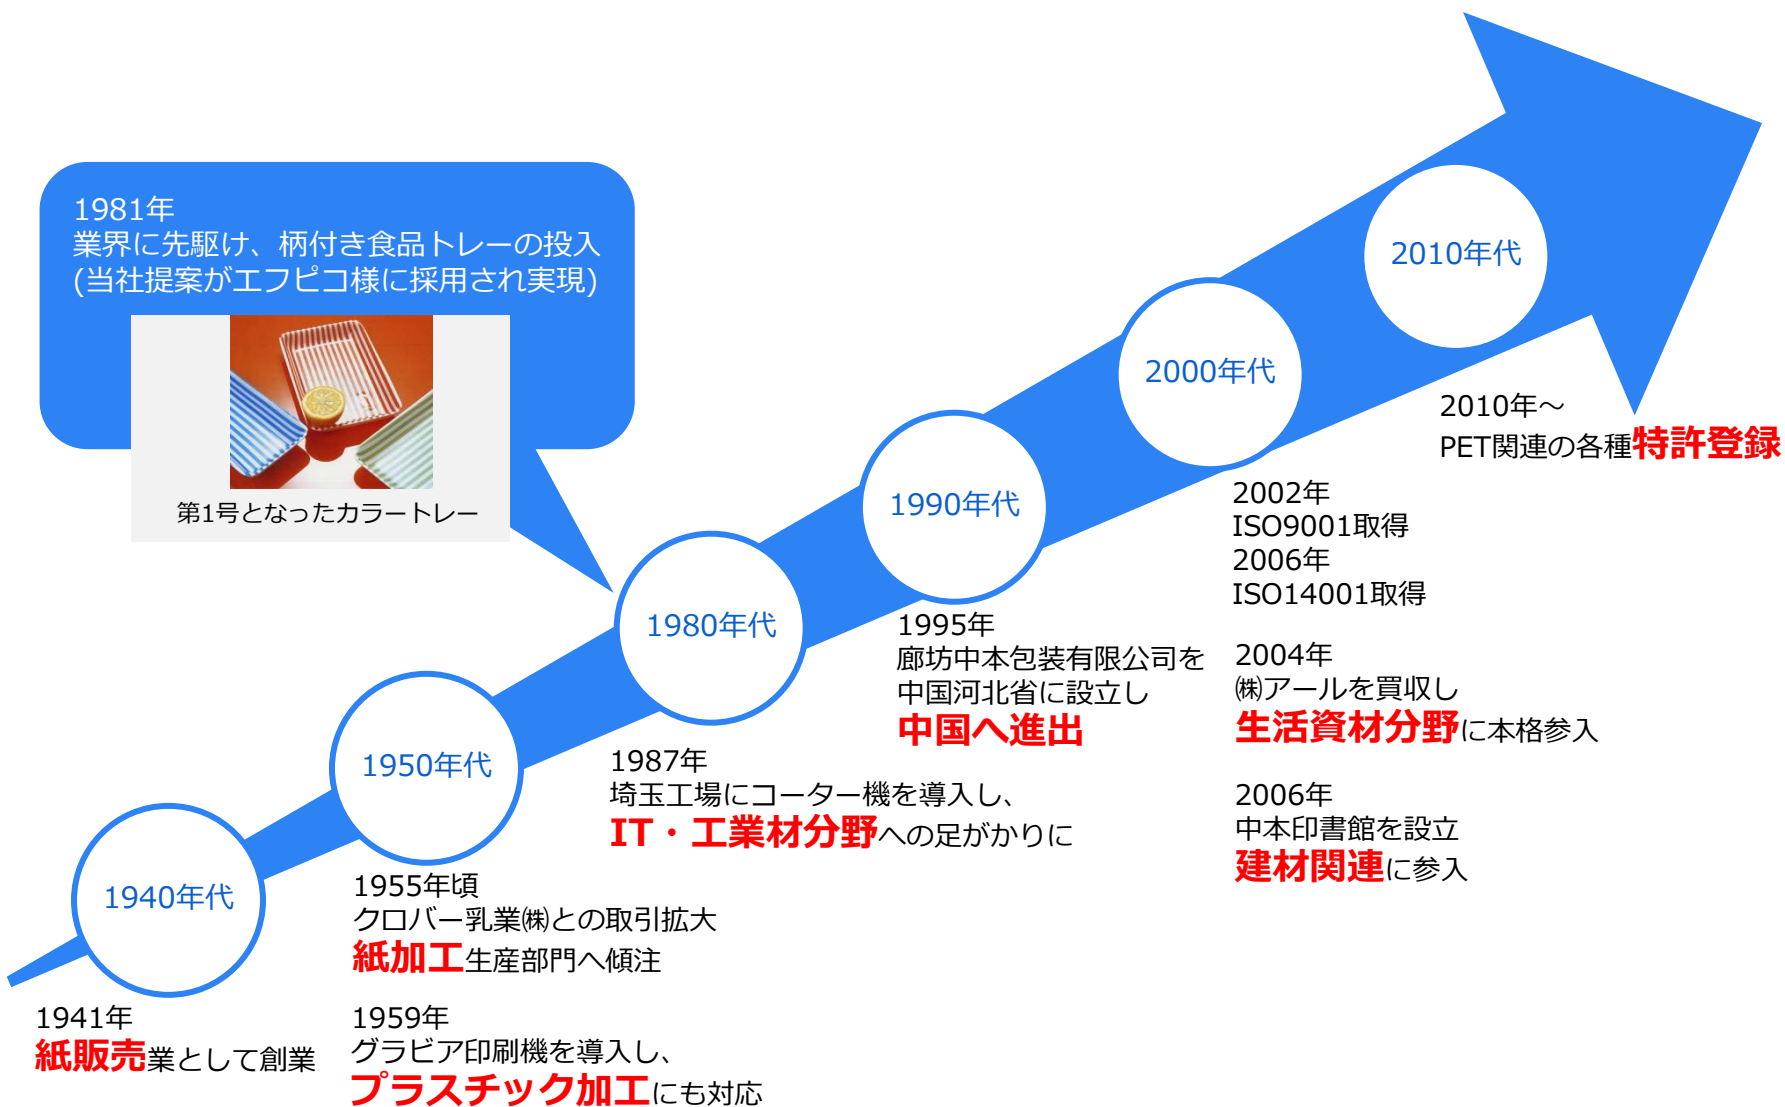 1981年
業界に先駆け、柄付き食品トレーの投入
(当社提案がエフピコ様に採用され実現)
第1号となったカラートレー
1940年代
1941年
紙販売業として創業
1950年代
1955年頃
クロバー乳業㈱との取引拡大
紙加工生産部門へ傾注
1959年
グラビア印刷機を導入し、
プラスチック加工にも対応
1980年代
1987年
埼玉工場にコーター機を導入し、
IT・工業材分野への足がかりに
1990年代
1995年
廊坊中本包装有限公司を
中国河北省に設立し
中国へ進出
2000年代
2002年
ISO9001取得
2006年
ISO14001取得
2004年
㈱アールを買収し
生活資材分野に本格参入
2006年
中本印書館を設立
建材関連に参入
2010年代
2010年～
PET関連の各種特許登録